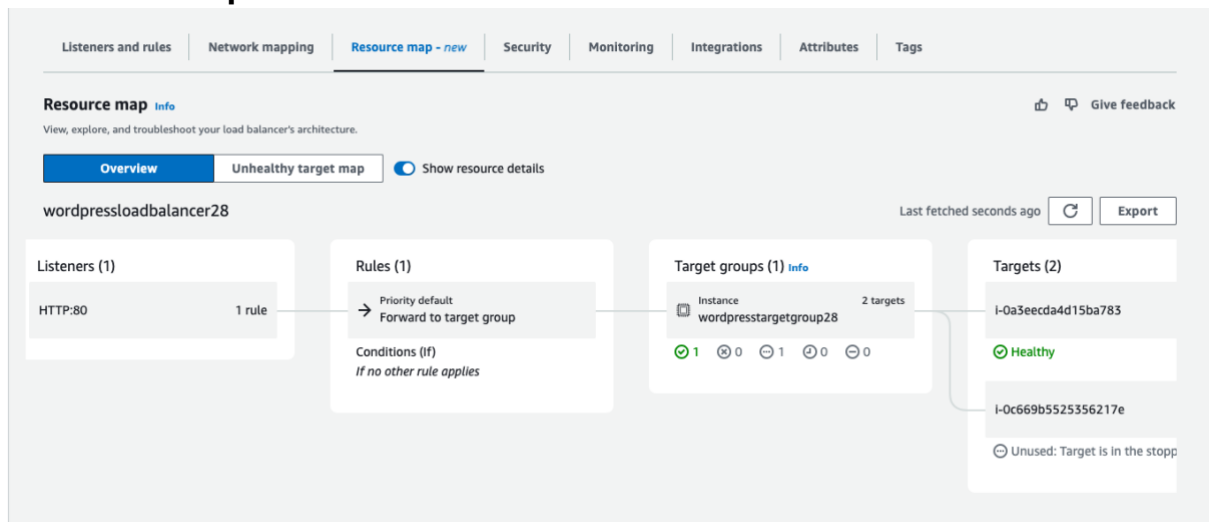 Listeners and rules
Network mapping
Resource map - new
Security
Monitoring
Integrations
Attributes
Tags
Resource map Info
Give feedback
View, explore, and troubleshoot your load balancer's architecture.
Overview
Unhealthy target map
Show resource details
wordpressloadbalancer28
Last fetched seconds ago
Export
Listeners (1)
HTTP:80
1 rule
Rules (1)
Priority default
Forward to target group
Conditions (If)
If no other rule applies
Target groups (1) Info
Instance
2 targets
wordpresstargetgroup28
1 0 1 0 0
Targets (2)
i-0a3eecda4d15ba783
Healthy
i-0c669b5525356217e
Unused: Target is in the stopp